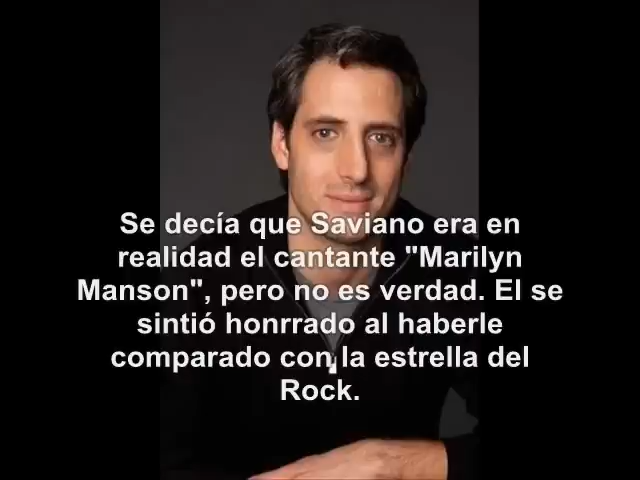 Se decía que Saviano era en
realidad el cantante "Marilyn
Manson", pero no es verdad. El se
sintió honrrado al haberle
comparado con la estrella del
Rock.